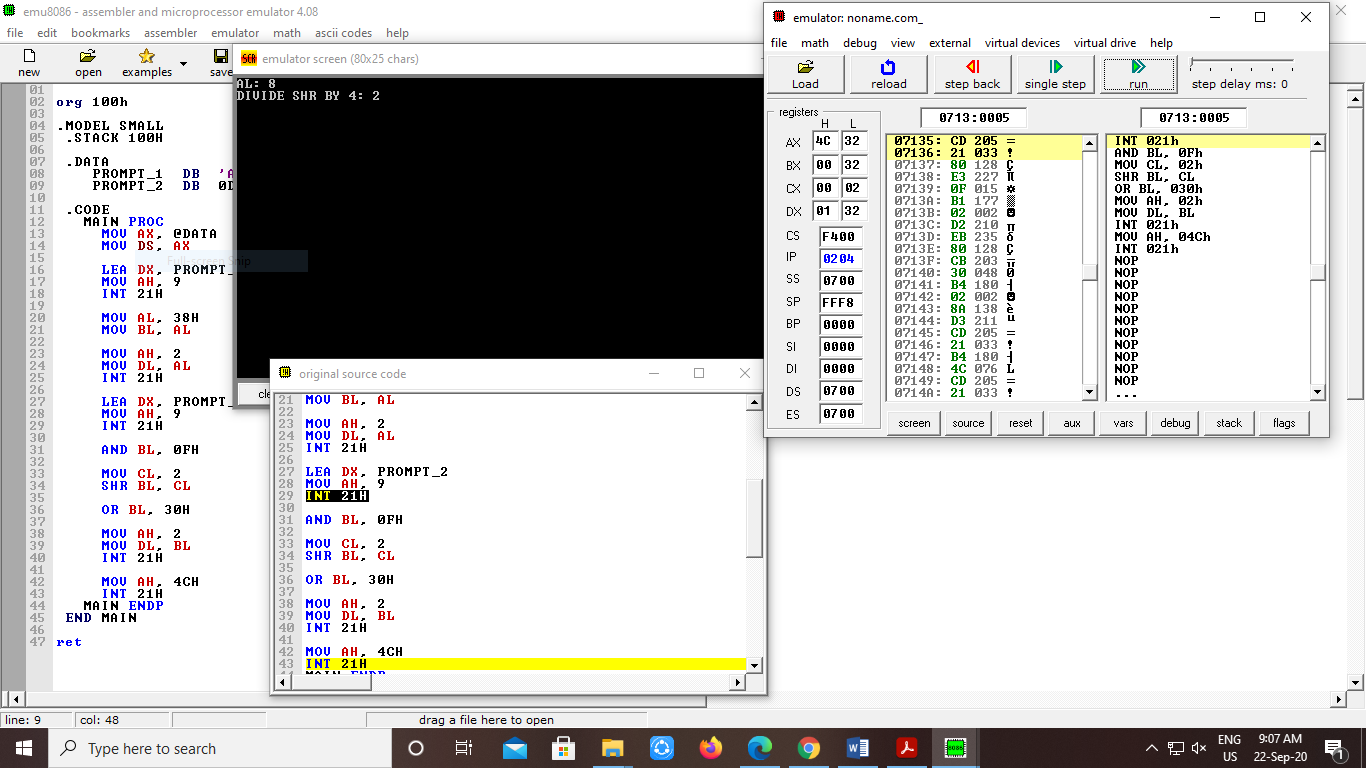 emu8086 - assembler and microprocessor emulator 4.08
file edit bookmarks assembler emulator math ascii codes help
new open examples save
01
02 org 100h
03
04 .MODEL SMALL
05 .STACK 100H
06
07 .DATA
08 PROMPT_1 DB 'A
09 PROMPT_2 DB 0D
10
11 .CODE
12 MAIN PROC
13 MOV AX, @DATA
14 MOV DS, AX
15
16 LEA DX, PROMPT_
17 MOV AH, 9
18 INT 21H
19
20 MOV AL, 38H
21 MOV BL, AL
22
23 MOV AH, 2
24 MOV DL, AL
25 INT 21H
26
27 LEA DX, PROMPT_
28 MOV AH, 9
29 INT 21H
30
31 AND BL, 0FH
32
33 MOV CL, 2
34 SHR BL, CL
35
36 OR BL, 30H
37
38 MOV AH, 2
39 MOV DL, BL
40 INT 21H
41
42 MOV AH, 4CH
43 INT 21H
44 MAIN ENDP
45 END MAIN
46
47 ret
Full-screen Snip
line: 9 col: 48 drag a file here to open
SCR emulator screen (80x25 chars)
AL: 8
DIVIDE SHR BY 4: 2
cle
original source code
21 MOV BL, AL
22
23 MOV AH, 2
24 MOV DL, AL
25 INT 21H
26
27 LEA DX, PROMPT_2
28 MOV AH, 9
29 INT 21H
30
31 AND BL, 0FH
32
33 MOV CL, 2
34 SHR BL, CL
35
36 OR BL, 30H
37
38 MOV AH, 2
39 MOV DL, BL
40 INT 21H
41
42 MOV AH, 4CH
43 INT 21H
44 MAIN ENDP
emulator: noname.com_
file math debug view external virtual devices virtual drive help
Load reload step back single step run step delay ms: 0
registers
H L
AX 4C 32
BX 00 32
CX 00 02
DX 01 32
CS F400
IP 0204
SS 0700
SP FFF8
BP 0000
SI 0000
DI 0000
DS 0700
ES 0700
0713:0005
07135: CD 205 =
07136: 21 033 !
07137: 80 128 Ç
07138: E3 227 π
07139: 0F 015 ☼
0713A: B1 177 ▒
0713B: 02 002 ☻
0713C: D2 210 ╥
0713D: EB 235 δ
0713E: 80 128 Ç
0713F: CB 203 ╦
07140: 30 048 0
07141: B4 180 ┤
07142: 02 002 ☻
07143: 8A 138 è
07144: D3 211 ╙
07145: CD 205 =
07146: 21 033 !
07147: B4 180 ┤
07148: 4C 076 L
07149: CD 205 =
0714A: 21 033 !
0713:0005
INT 021h
AND BL, 0Fh
MOV CL, 02h
SHR BL, CL
OR BL, 030h
MOV AH, 02h
MOV DL, BL
INT 021h
MOV AH, 04Ch
INT 021h
NOP
NOP
NOP
NOP
NOP
NOP
NOP
NOP
NOP
NOP
NOP
...
screen source reset aux vars debug stack flags
Type here to search
8086
ENG
US
9:07 AM
22-Sep-20
1